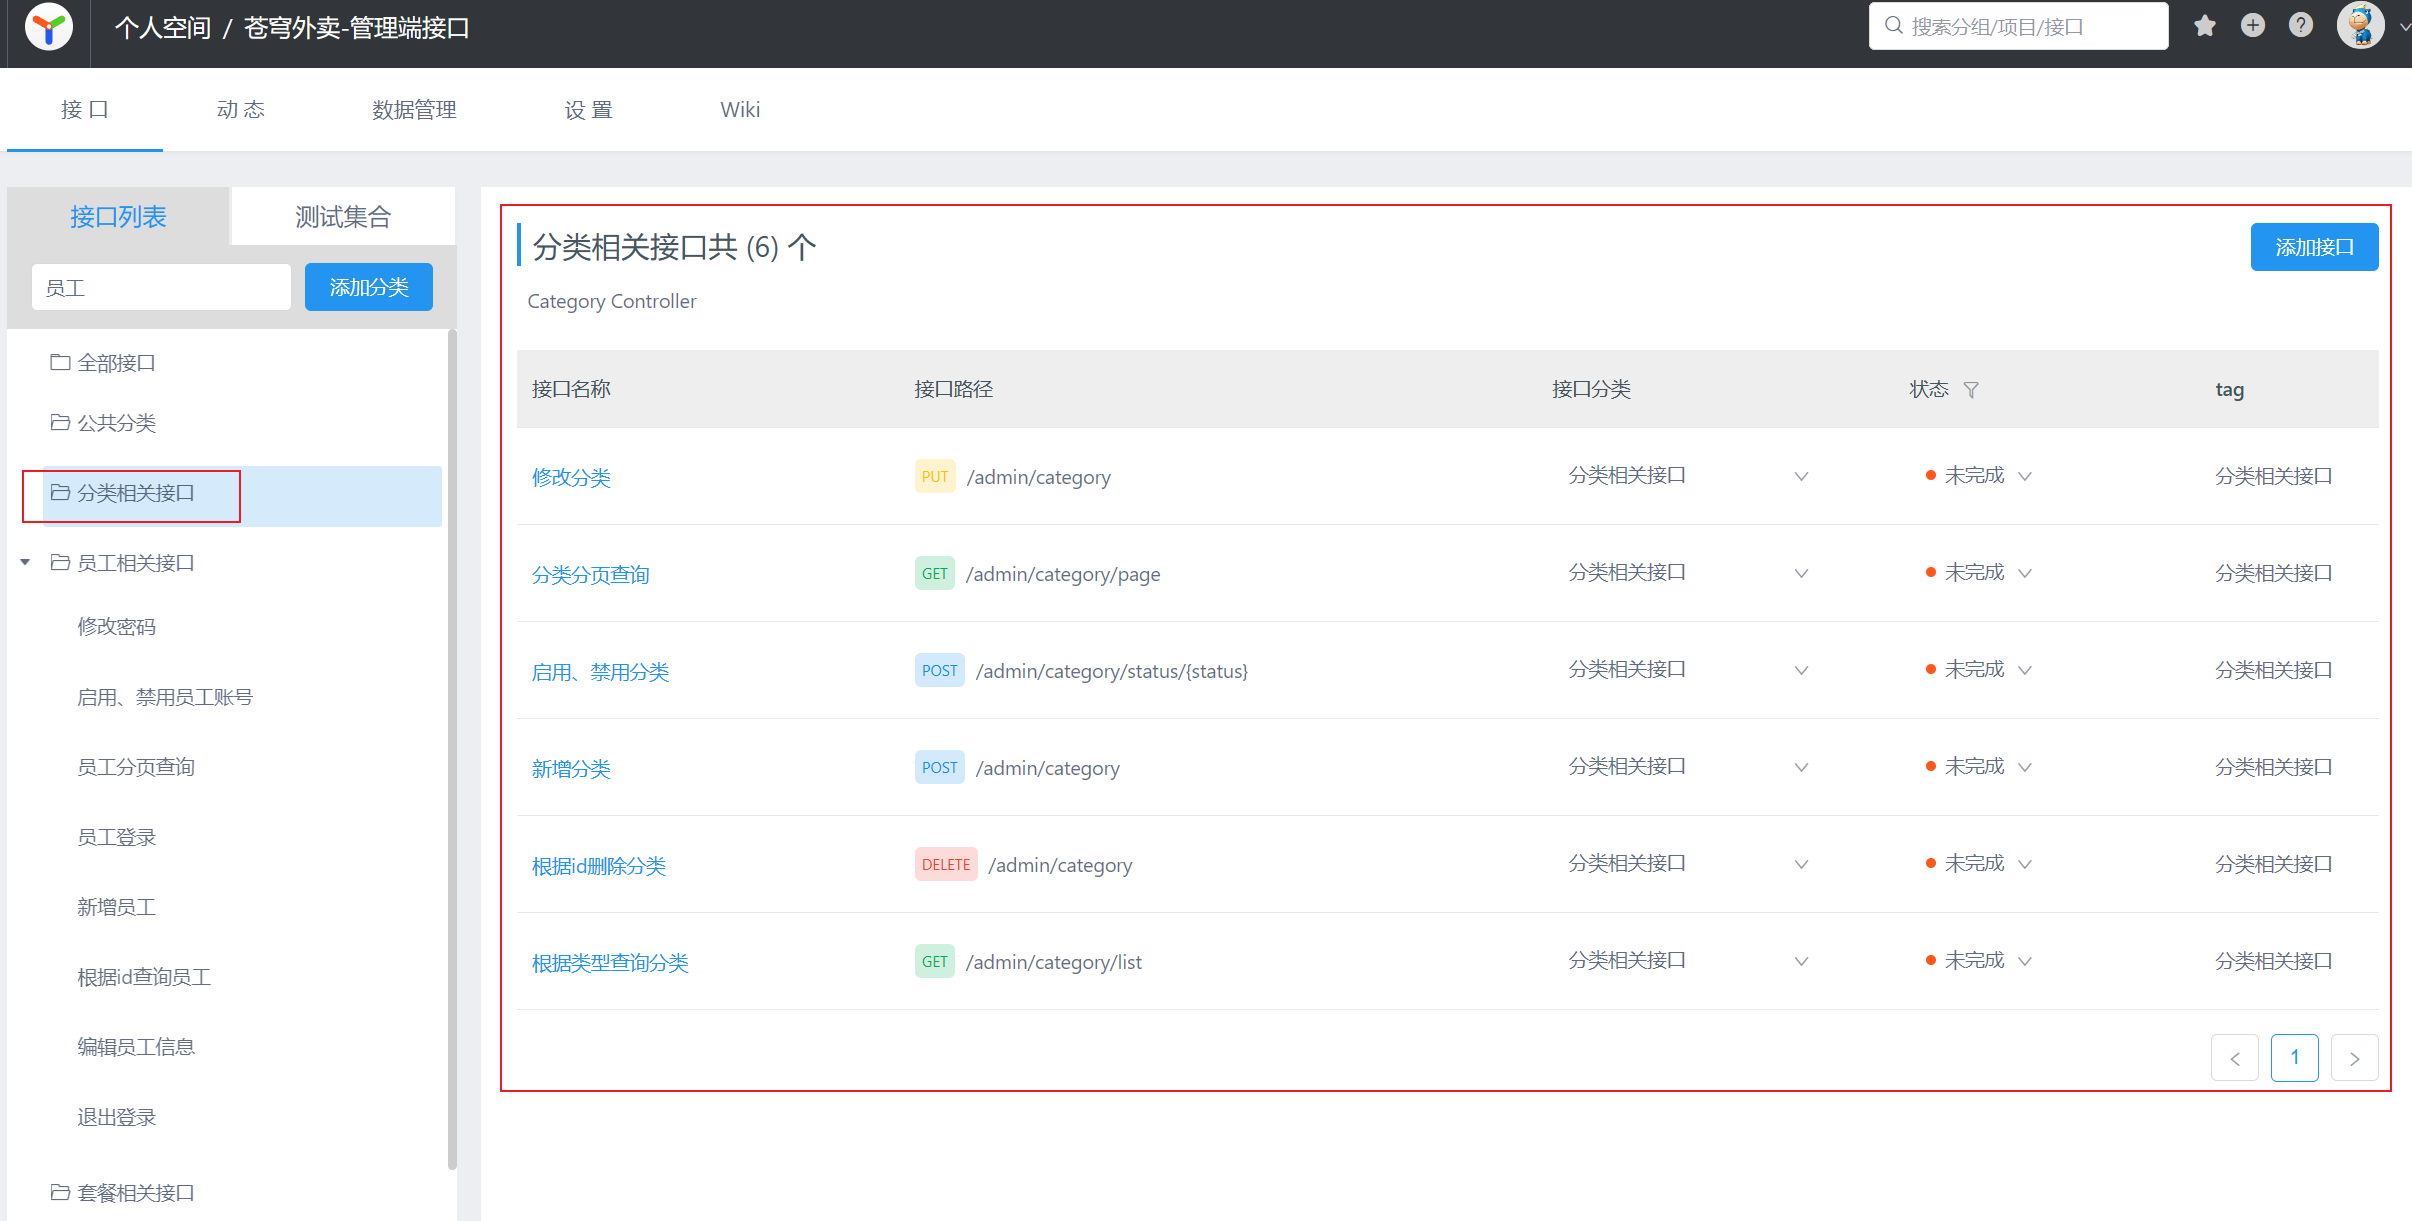 个人空间 / 苍穹外卖-管理端接口
搜索分组/项目/接口
接 口
动 态
数据管理
设 置
Wiki
接口列表
测试集合
员工
添加分类
全部接口
公共分类
分类相关接口
员工相关接口
修改密码
启用、禁用员工账号
员工分页查询
员工登录
新增员工
根据id查询员工
编辑员工信息
退出登录
套餐相关接口
分类相关接口共 (6) 个
添加接口
Category Controller
接口名称 接口路径 接口分类 状态 tag
修改分类 PUT /admin/category 分类相关接口 未完成 分类相关接口
分类分页查询 GET /admin/category/page 分类相关接口 未完成 分类相关接口
启用、禁用分类 POST /admin/category/status/{status} 分类相关接口 未完成 分类相关接口
新增分类 POST /admin/category 分类相关接口 未完成 分类相关接口
根据id删除分类 DELETE /admin/category 分类相关接口 未完成 分类相关接口
根据类型查询分类 GET /admin/category/list 分类相关接口 未完成 分类相关接口
< 1 >